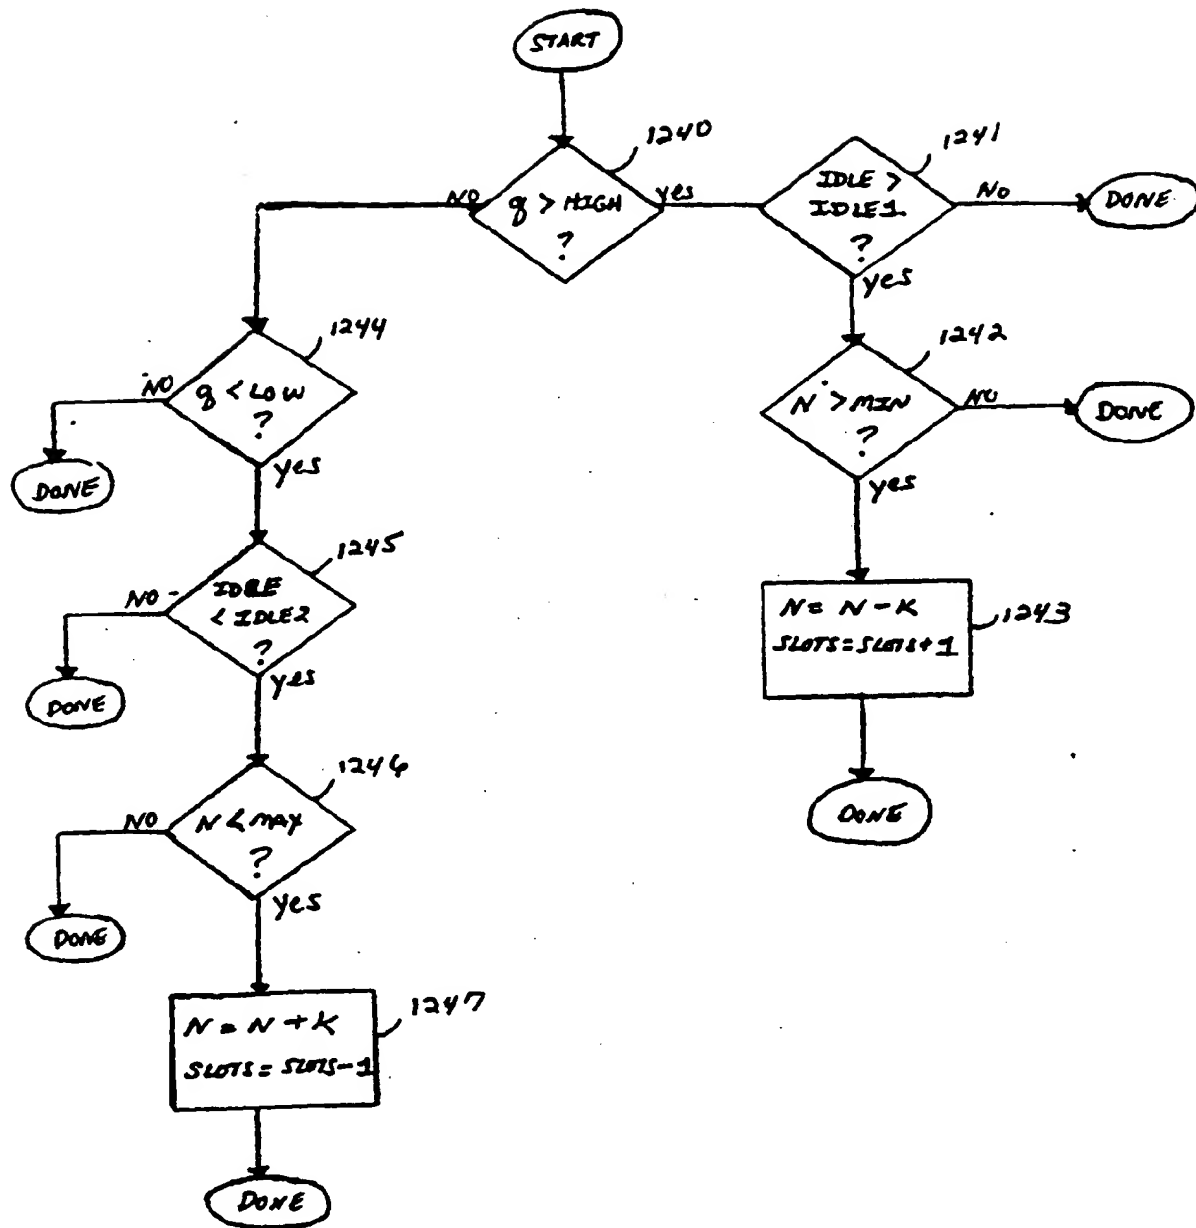 START
1240
q > HIGH
?
NO
yes
1241
IDLE >
IDLE1
?
NO
DONE
yes
1242
N > MIN
?
NO
DONE
yes
1243
N = N - K
SLOTS = SLOTS + 1
DONE
1244
q < LOW
?
NO
DONE
yes
1245
IDLE
< IDLE2
?
NO
DONE
yes
1246
N < MAX
?
NO
DONE
yes
1247
N = N + K
SLOTS = SLOTS - 1
DONE